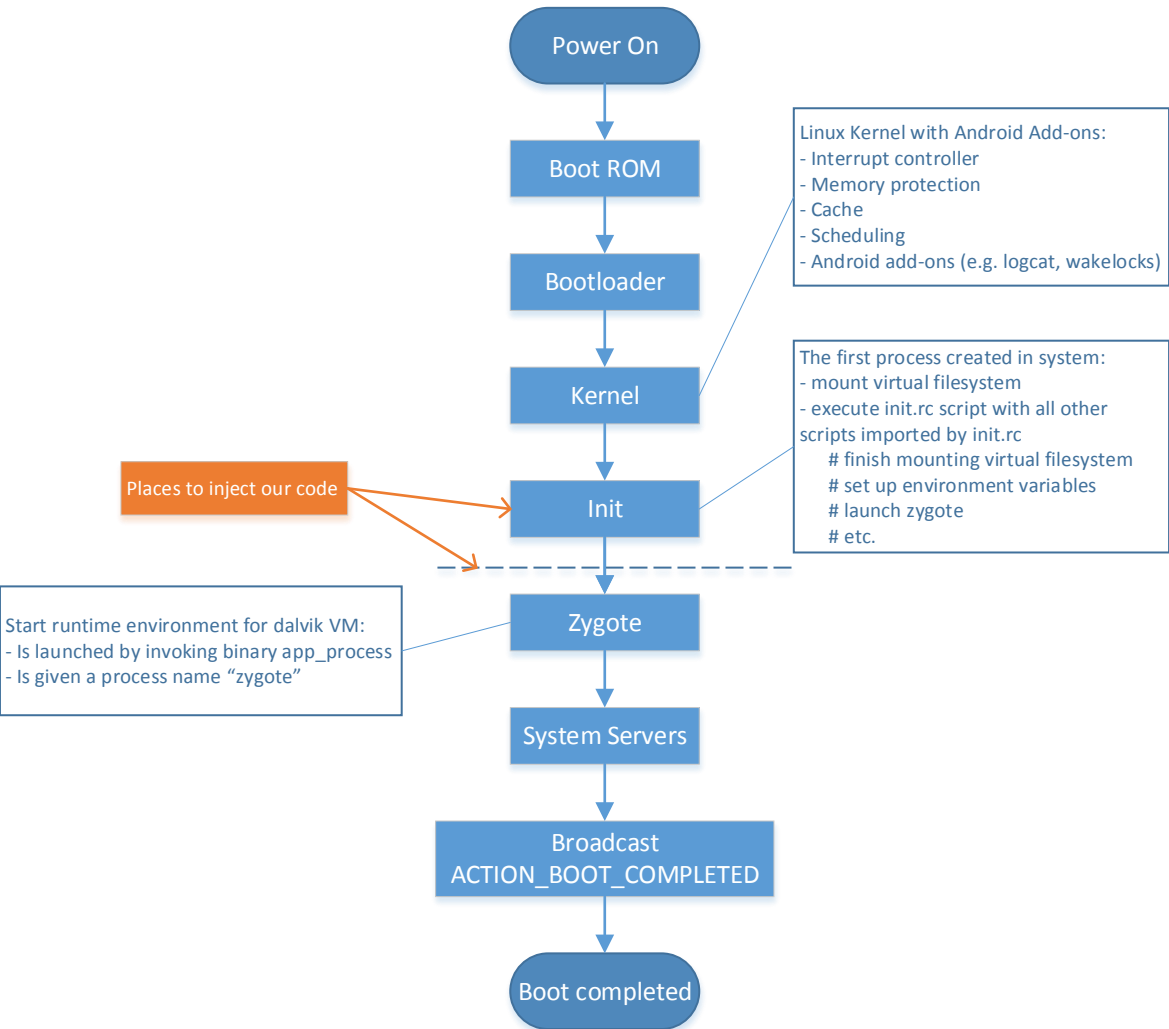 Power On
Linux Kernel with Android Add-ons:
- Interrupt controller
- Memory protection
- Cache
- Scheduling
- Android add-ons (e.g. logcat, wakelocks)
Boot ROM
Bootloader
Kernel
The first process created in system:
- mount virtual filesystem
- execute init.rc script with all other
scripts imported by init.rc
# finish mounting virtual filesystem
# set up environment variables
# launch zygote
# etc.
Places to inject our code
Init
Start runtime environment for dalvik VM:
- Is launched by invoking binary app_process
- Is given a process name “zygote”
Zygote
System Servers
Broadcast
ACTION_BOOT_COMPLETED
Boot completed